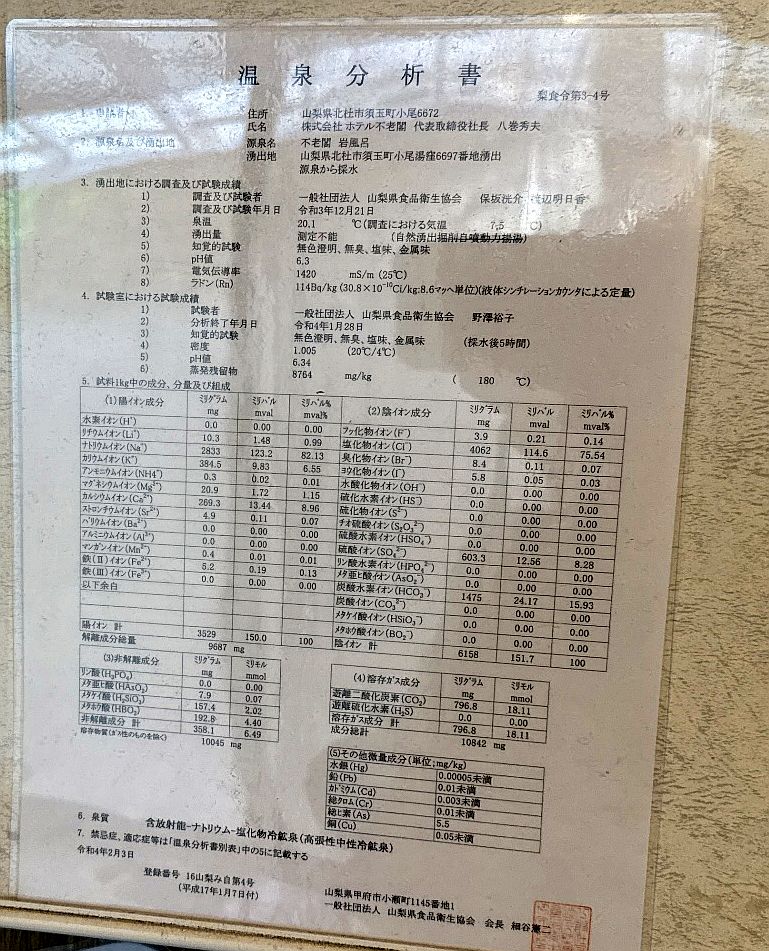 温泉分析書
梨食令第3-4号
1. 申請者 住所 山梨県北杜市須玉町小尾6672
氏名 株式会社 ホテル不老閣 代表取締役社長 八巻秀夫
2. 源泉名及び湧出地 源泉名 不老閣 岩風呂
湧出地 山梨県北杜市須玉町小尾湯窪6697番地湧出
源泉から採水
3. 湧出地における調査及び試験成績
1) 調査及び試験者 一般社団法人 山梨県食品衛生協会 保坂洸介 渡辺明日香
2) 調査及び試験年月日 令和3年12月21日
3) 泉温 20.1 ℃(調査における気温 7.5 ℃)
4) 湧出量 測定不能 (自然湧出掘削自噴動力揚湯)
5) 知覚的試験 無色澄明、無臭、塩味、金属味
6) pH値 6.3
7) 電気伝導率 1420 mS/m (25℃)
8) ラドン(Rn) 114Bq/kg (30.8×10⁻¹⁰Ci/kg:8.6マッヘ単位)(液体シンチレーションカウンタによる定量)
4. 試験室における試験成績
1) 試験者 一般社団法人 山梨県食品衛生協会 野澤裕子
2) 分析終了年月日 令和4年1月28日
3) 知覚的試験 無色澄明、無臭、塩味、金属味 (採水後5時間)
4) 密度 1.005 (20℃/4℃)
5) pH値 6.34
6) 蒸発残留物 8764 mg/kg ( 180 ℃)
5. 試料1kg中の成分、分量及び組成
(1)陽イオン成分 ミリグラム mg ミリバル mval ミリバル% mval%
水素イオン(H⁺) 0.0 0.00 0.00
リチウムイオン(Li⁺) 10.3 1.48 0.99
ナトリウムイオン(Na⁺) 2833 123.2 82.13
カリウムイオン(K⁺) 384.5 9.83 6.55
アンモニウムイオン(NH4⁺) 0.3 0.02 0.01
マグネシウムイオン(Mg²⁺) 20.9 1.72 1.15
カルシウムイオン(Ca²⁺) 269.3 13.44 8.96
ストロンチウムイオン(Sr²⁺) 4.9 0.11 0.07
バリウムイオン(Ba²⁺) 0.0 0.00 0.00
アルミニウムイオン(Al³⁺) 0.0 0.00 0.00
マンガンイオン(Mn²⁺) 0.4 0.01 0.01
鉄(Ⅱ)イオン(Fe²⁺) 5.2 0.19 0.13
鉄(Ⅲ)イオン(Fe³⁺) 0.0 0.00 0.00
以下余白
陽イオン 計 3529 150.0 100
解離成分総量 9687 mg
(2)陰イオン成分 ミリグラム mg ミリバル mval ミリバル% mval%
フッ化物イオン(F⁻) 3.9 0.21 0.14
塩化物イオン(Cl⁻) 4062 114.6 75.54
臭化物イオン(Br⁻) 8.4 0.11 0.07
ヨウ化物イオン(I⁻) 5.8 0.05 0.03
水酸化物イオン(OH⁻) 0.0 0.00 0.00
硫化水素イオン(HS⁻) 0.0 0.00 0.00
硫化物イオン(S²⁻) 0.0 0.00 0.00
チオ硫酸イオン(S₂O₃²⁻) 0.0 0.00 0.00
硫酸水素イオン(HSO₄⁻) 0.0 0.00 0.00
硫酸イオン(SO₄²⁻) 603.3 12.56 8.28
リン酸水素イオン(HPO₄²⁻) 0.0 0.00 0.00
メタ亜ヒ酸イオン(AsO₂⁻) 0.0 0.00 0.00
炭酸水素イオン(HCO₃⁻) 1475 24.17 15.93
炭酸イオン(CO₃²⁻) 0.0 0.00 0.00
メタケイ酸イオン(HSiO₃⁻) 0.0 0.00 0.00
メタホウ酸イオン(BO₂⁻) 0.0 0.00 0.00
陰イオン 計 6158 151.7 100
(3)非解離成分 ミリグラム mg ミリモル mmol
リン酸(H₃PO₄) 0.0 0.00
メタ亜ヒ酸(HAsO₂) 7.9 0.07
メタケイ酸(H₂SiO₃) 157.4 2.02
メタホウ酸(HBO₂) 192.8 4.40
非解離成分 計 358.1 6.49
溶存物質(ガス性のものを除く) 10045 mg
(4)溶存ガス成分 ミリグラム mg ミリモル mmol
遊離二酸化炭素(CO₂) 796.8 18.11
遊離硫化水素(H₂S) 0.0 0.00
溶存ガス成分 計 796.8 18.11
成分総計 10842 mg
(5)その他微量成分(単位;mg/kg)
水銀(Hg) 0.00005未満
鉛(Pb) 0.01未満
カドミウム(Cd) 0.003未満
総クロム(Cr) 0.01未満
総ヒ素(As) 5.5
銅(Cu) 0.05未満
6. 泉質 含放射能-ナトリウム-塩化物冷鉱泉(高張性中性冷鉱泉)
7. 禁忌症、適応症等は「温泉分析書別表」中の5に記載する
令和4年2月3日
登録番号 16山梨み自第4号
(平成17年1月7日付)
山梨県甲府市小瀬町1145番地1
一般社団法人 山梨県食品衛生協会 会長 細谷憲二